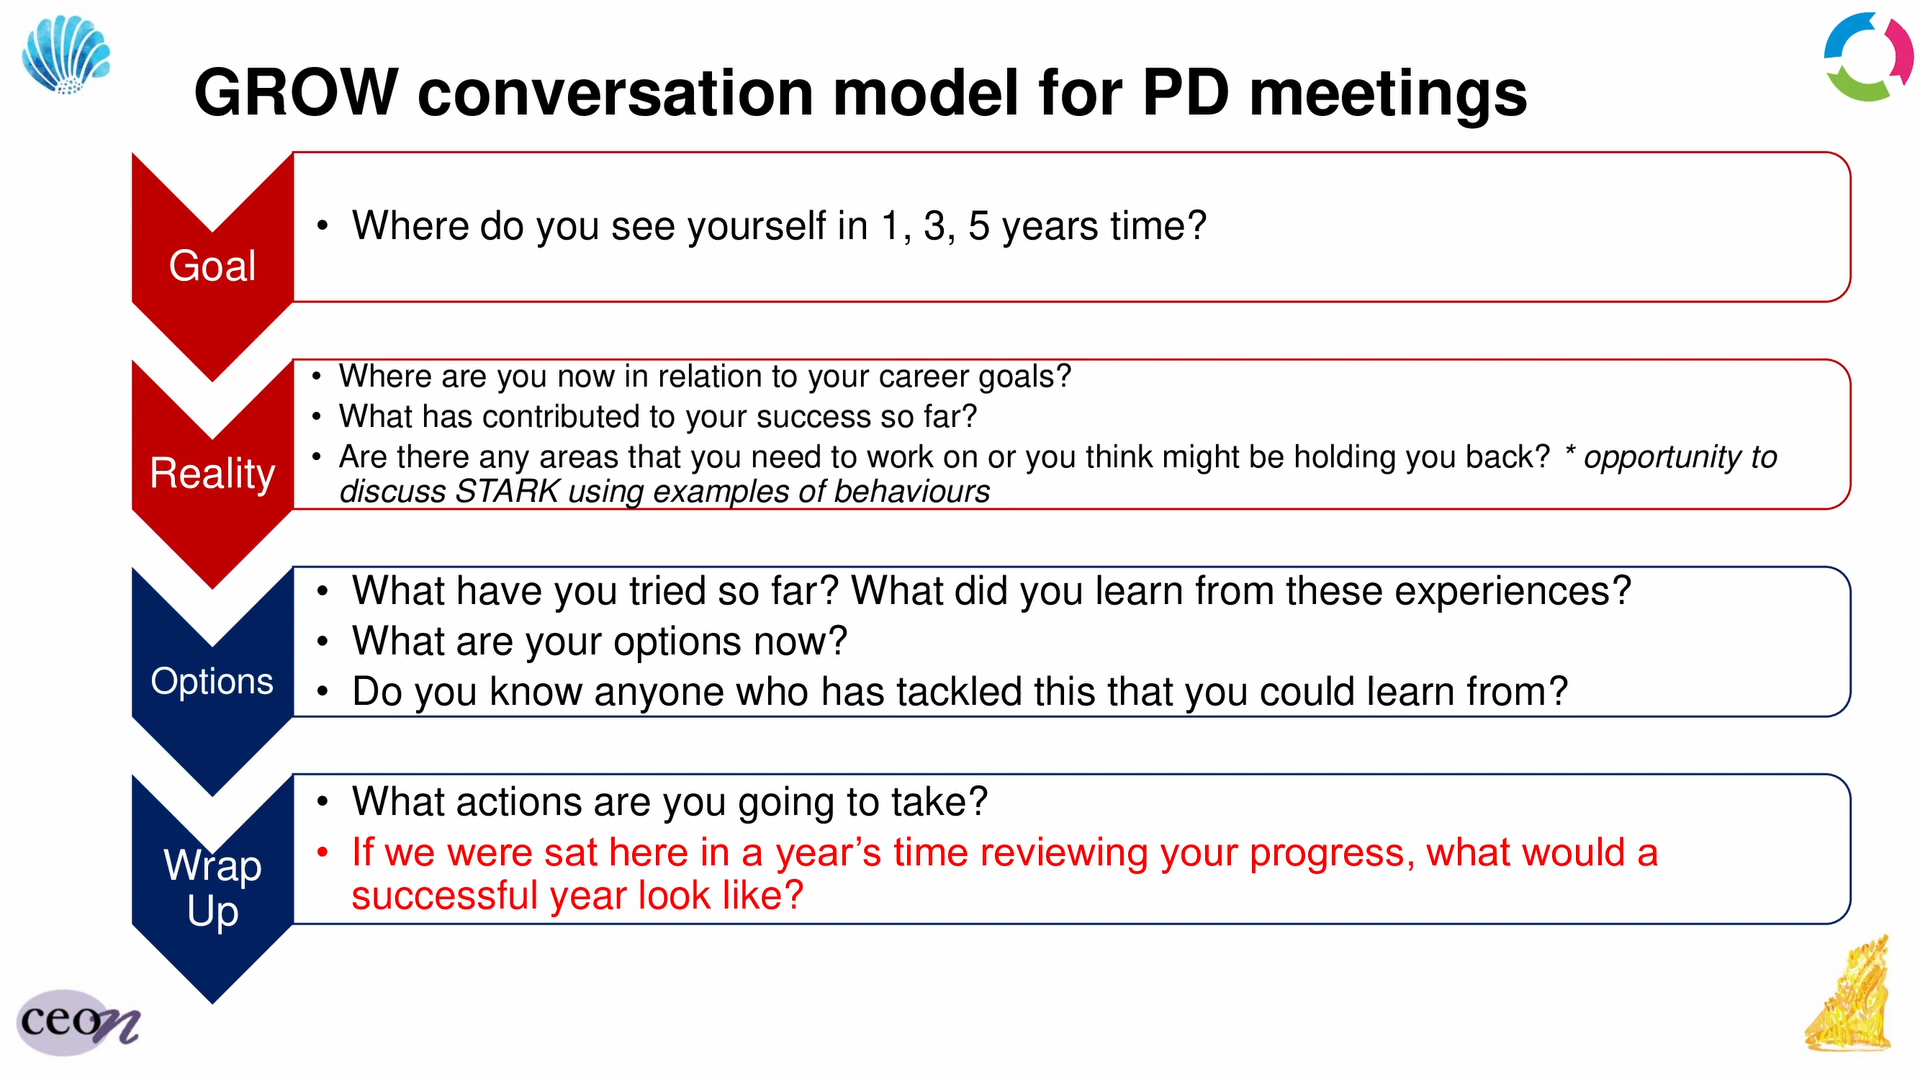 GROW conversation model for PD meetings
Goal
• Where do you see yourself in 1, 3, 5 years time?
Reality
• Where are you now in relation to your career goals?
• What has contributed to your success so far?
• Are there any areas that you need to work on or you think might be holding you back? * opportunity to
discuss STARK using examples of behaviours
Options
• What have you tried so far? What did you learn from these experiences?
• What are your options now?
• Do you know anyone who has tackled this that you could learn from?
Wrap
Up
• What actions are you going to take?
• If we were sat here in a year’s time reviewing your progress, what would a
successful year look like?
ceon